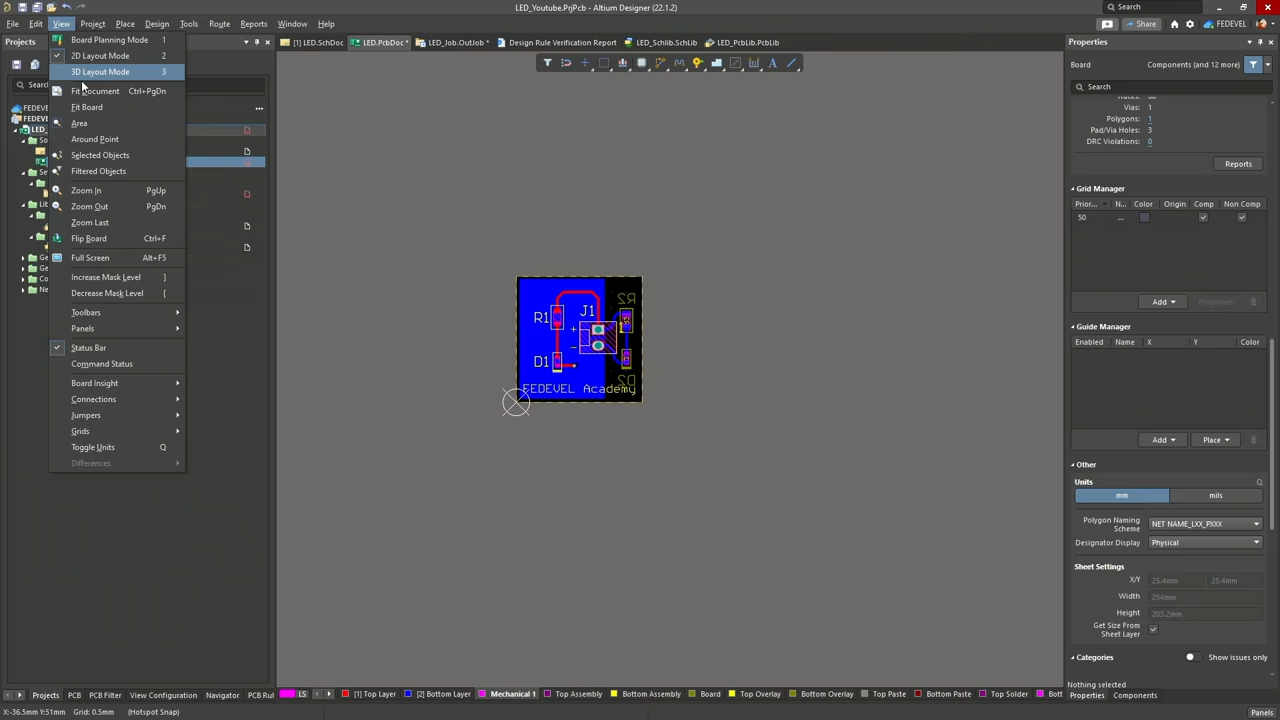 LED_Youtube.PrjPcb - Altium Designer (22.1.2)
Search
File Edit View Project Place Design Tools Route Reports Window Help
Share
FEDEVEL
Projects
[1] LED.SchDoc
LED.PcbDoc *
LED_Job.OutJob *
Design Rule Verification Report
LED_Schlib.SchLib
LED_PcbLib.PcbLib
Properties
Board Planning Mode 1
2D Layout Mode 2
3D Layout Mode 3
Fit Document Ctrl+PgDn
Fit Board
Area
Around Point
Selected Objects
Filtered Objects
Zoom In PgUp
Zoom Out PgDn
Zoom Last
Flip Board Ctrl+F
Full Screen Alt+F5
Increase Mask Level ]
Decrease Mask Level [
Toolbars
Panels
Status Bar
Command Status
Board Insight
Connections
Jumpers
Grids
Toggle Units Q
Differences
R1
J1
R2
D1
D2
+
−
FEDEVEL Academy
Board
Components (and 12 more)
Search
Vias: 1
Polygons: 1
Pad/Via Holes: 3
DRC Violations: 0
Reports
Grid Manager
Prior... N... Color Origin Comp Non Comp
50 ...
Add
Properties
Guide Manager
Enabled Name X Y Color
Add
Place
Other
Units
mm
mils
Polygon Naming Scheme NET NAME_LXX_PXXX
Designator Display Physical
Sheet Settings
X/Y 25.4mm 25.4mm
Width 254mm
Height 203.2mm
Get Size From Sheet Layer
Categories
Show issues only
Nothing selected
Properties Components
Projects PCB PCB Filter View Configuration Navigator PCB Rul
LS [1] Top Layer [2] Bottom Layer Mechanical 1 Top Assembly Bottom Assembly Board Top Overlay Bottom Overlay Top Paste Bottom Paste Top Solder Bott
X:-36.5mm Y:51mm Grid: 0.5mm (Hotspot Snap)
Panels